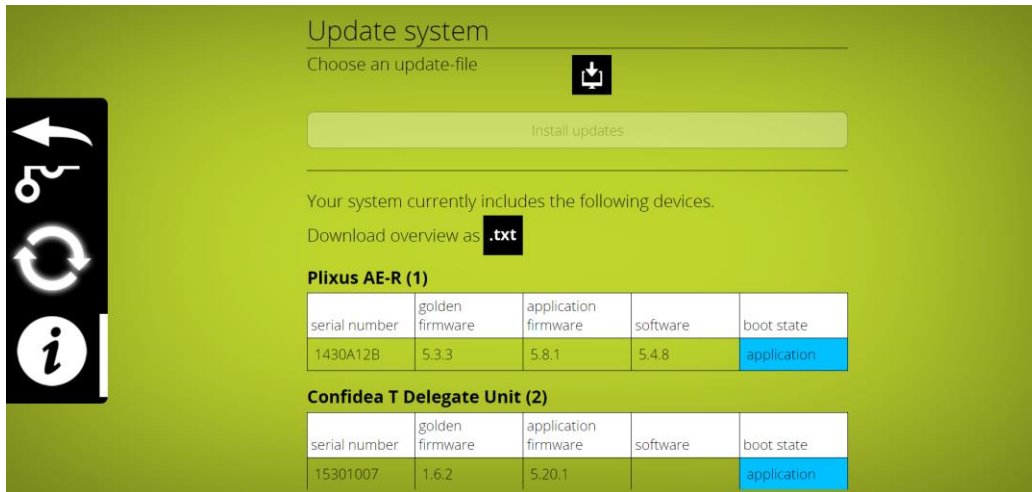 Update system
Choose an update-file
Install updates
Your system currently includes the following devices.
Download overview as .txt
Plixus AE-R (1)
serial number golden firmware application firmware software boot state
1430A12B 5.3.3 5.8.1 5.4.8 application
Confidea T Delegate Unit (2)
serial number golden firmware application firmware software boot state
15301007 1.6.2 5.20.1 application
i